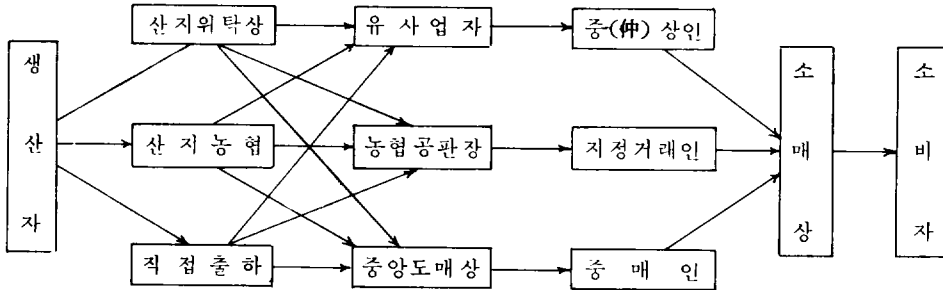 생산자
산지위탁상
유사업자
중(仲)상인
산지농협
농협공판장
지정거래인
직접출하
중앙도매상
중매인
소매상
소비자